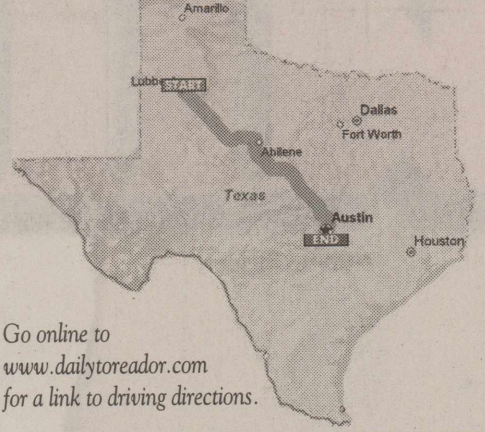 Amarillo
Lubb START
Dallas
Fort Worth
Abilene
Texas
Austin
END
Houston
Go online to
www.dailytoreador.com
for a link to driving directions.